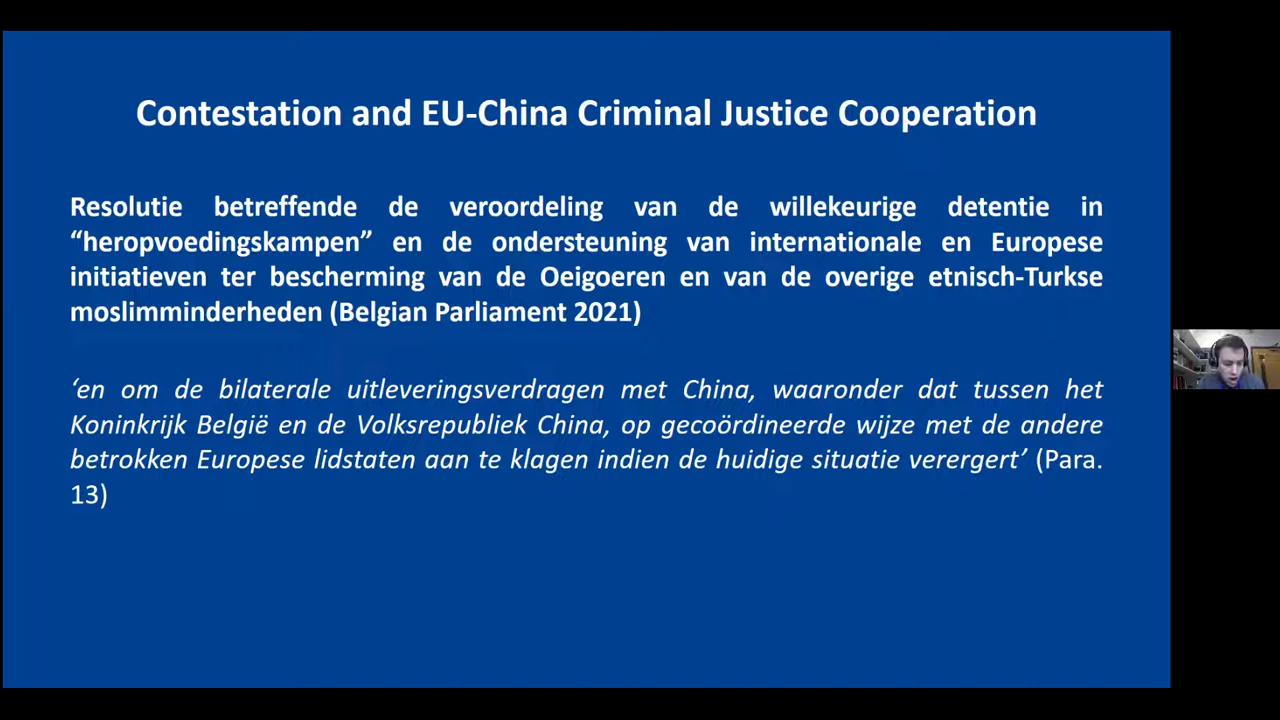 Contestation and EU-China Criminal Justice Cooperation
Resolutie betreffende de veroordeling van de willekeurige detentie in
“heropvoedingskampen” en de ondersteuning van internationale en Europese
initiatieven ter bescherming van de Oeigoeren en van de overige etnisch-Turkse
moslimminderheden (Belgian Parliament 2021)
‘en om de bilaterale uitleveringsverdragen met China, waaronder dat tussen het
Koninkrijk België en de Volksrepubliek China, op gecoördineerde wijze met de andere
betrokken Europese lidstaten aan te klagen indien de huidige situatie verergert’ (Para.
13)